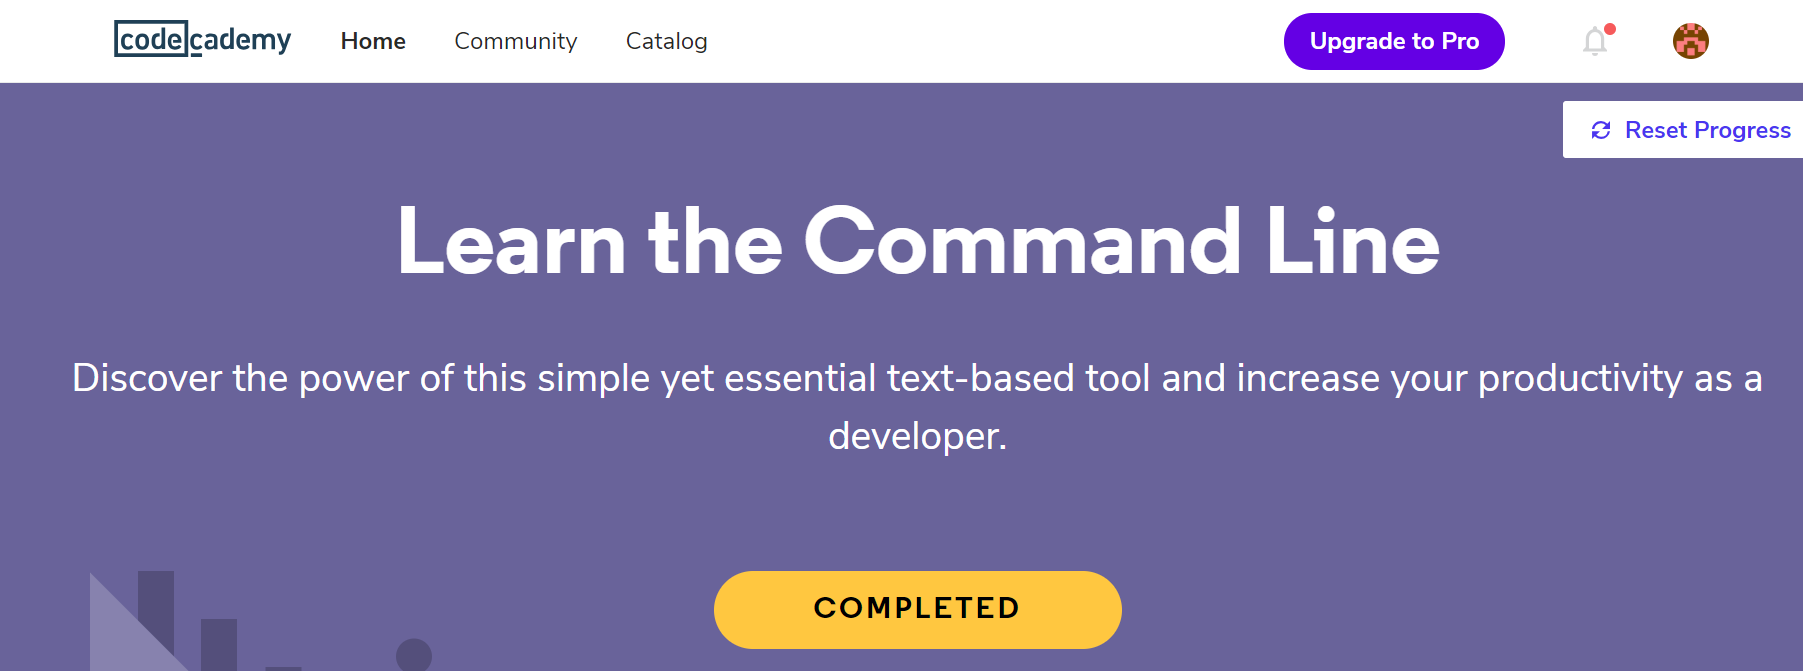 codecademy
Home
Community
Catalog
Upgrade to Pro
Reset Progress
Learn the Command Line
Discover the power of this simple yet essential text-based tool and increase your productivity as a
developer.
COMPLETED